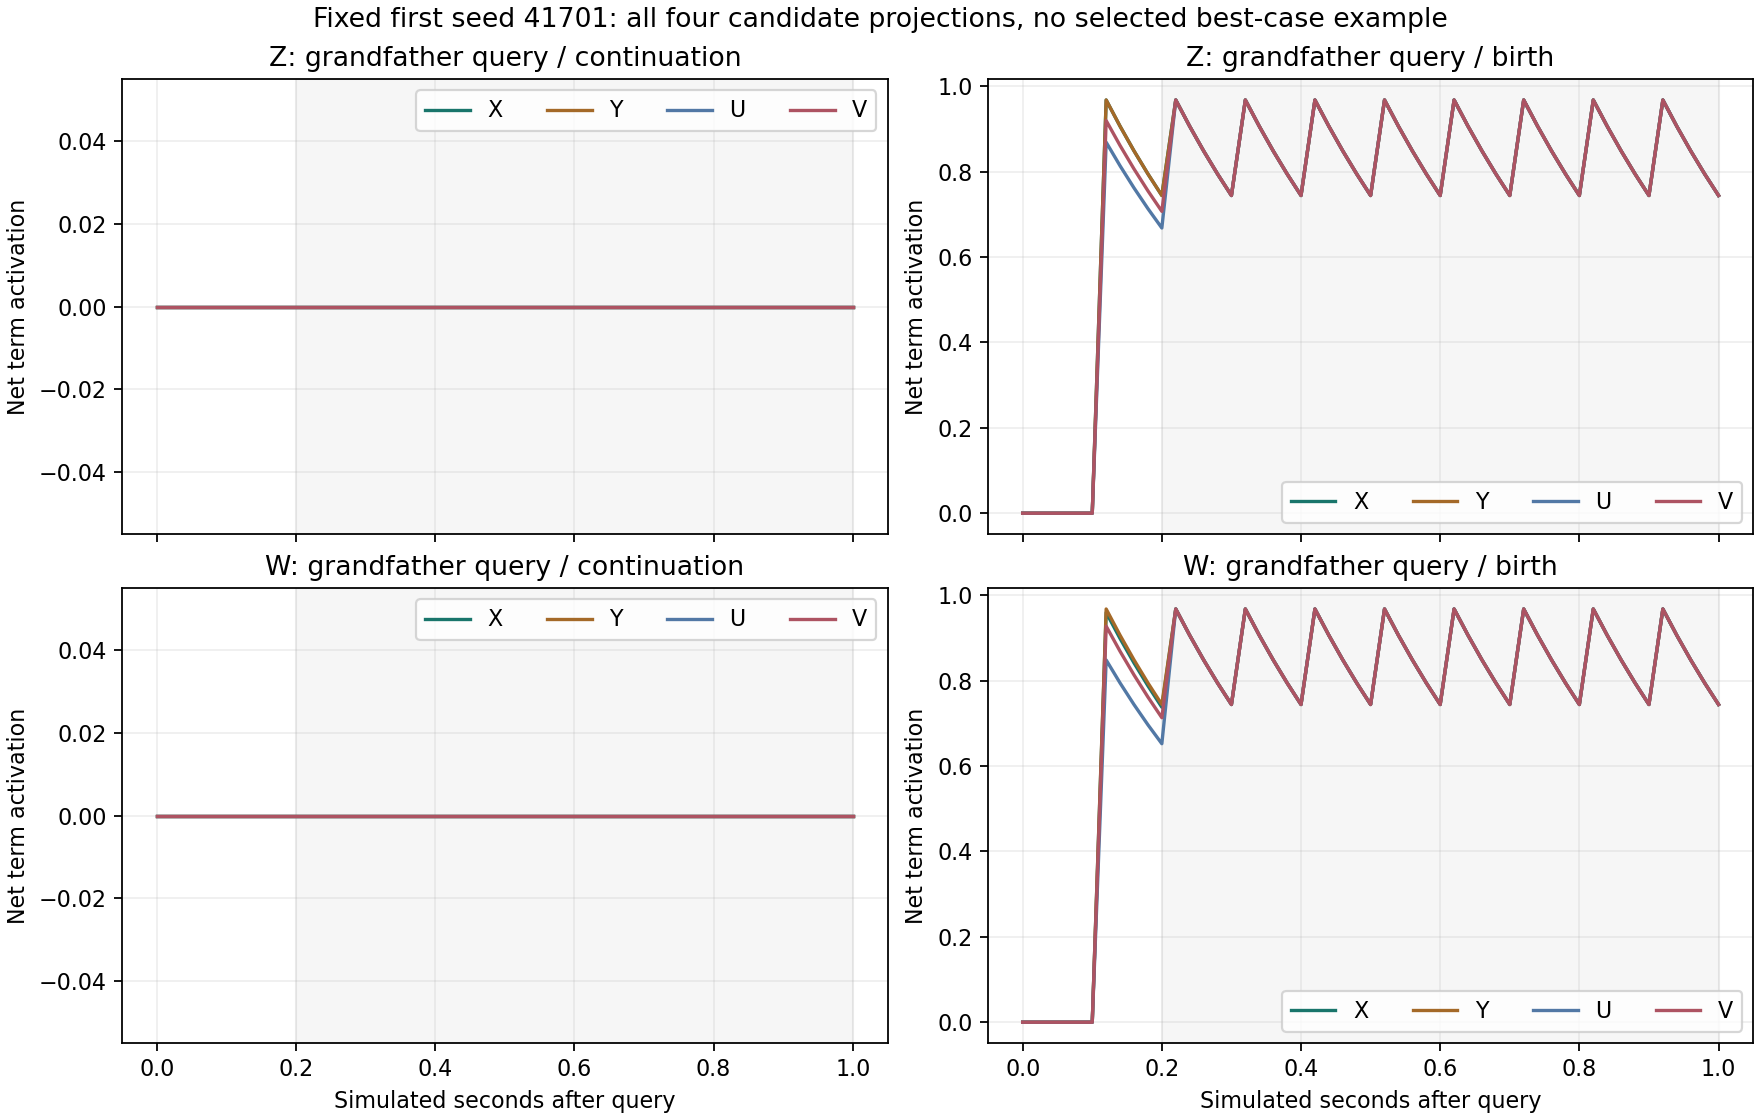 Fixed first seed 41701: all four candidate projections, no selected best-case example
Z: grandfather query / continuation
Net term activation
0.04
0.02
0.00
−0.02
−0.04
X Y U V
Z: grandfather query / birth
Net term activation
1.0
0.8
0.6
0.4
0.2
0.0
X Y U V
W: grandfather query / continuation
Net term activation
0.04
0.02
0.00
−0.02
−0.04
X Y U V
0.0 0.2 0.4 0.6 0.8 1.0
Simulated seconds after query
W: grandfather query / birth
Net term activation
1.0
0.8
0.6
0.4
0.2
0.0
X Y U V
0.0 0.2 0.4 0.6 0.8 1.0
Simulated seconds after query